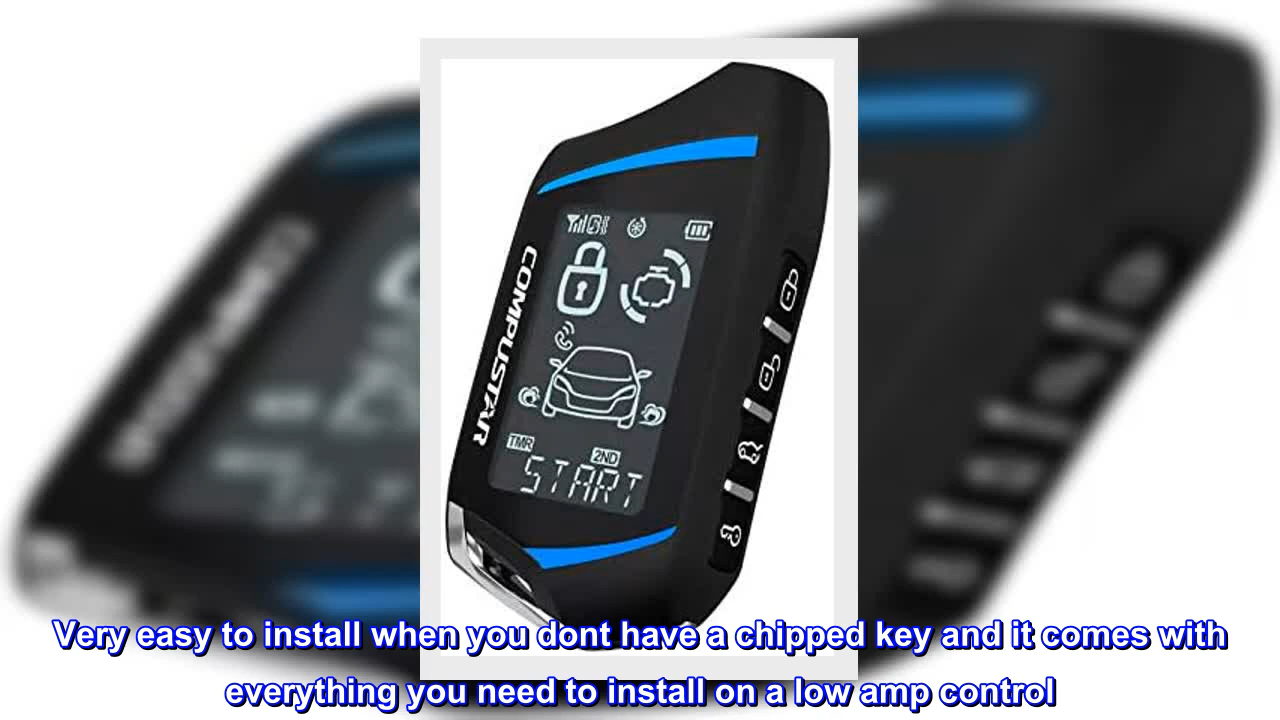 COMPUSTAR
TMR
2ND
START
Very easy to install when you dont have a chipped key and it comes with
everything you need to install on a low amp control